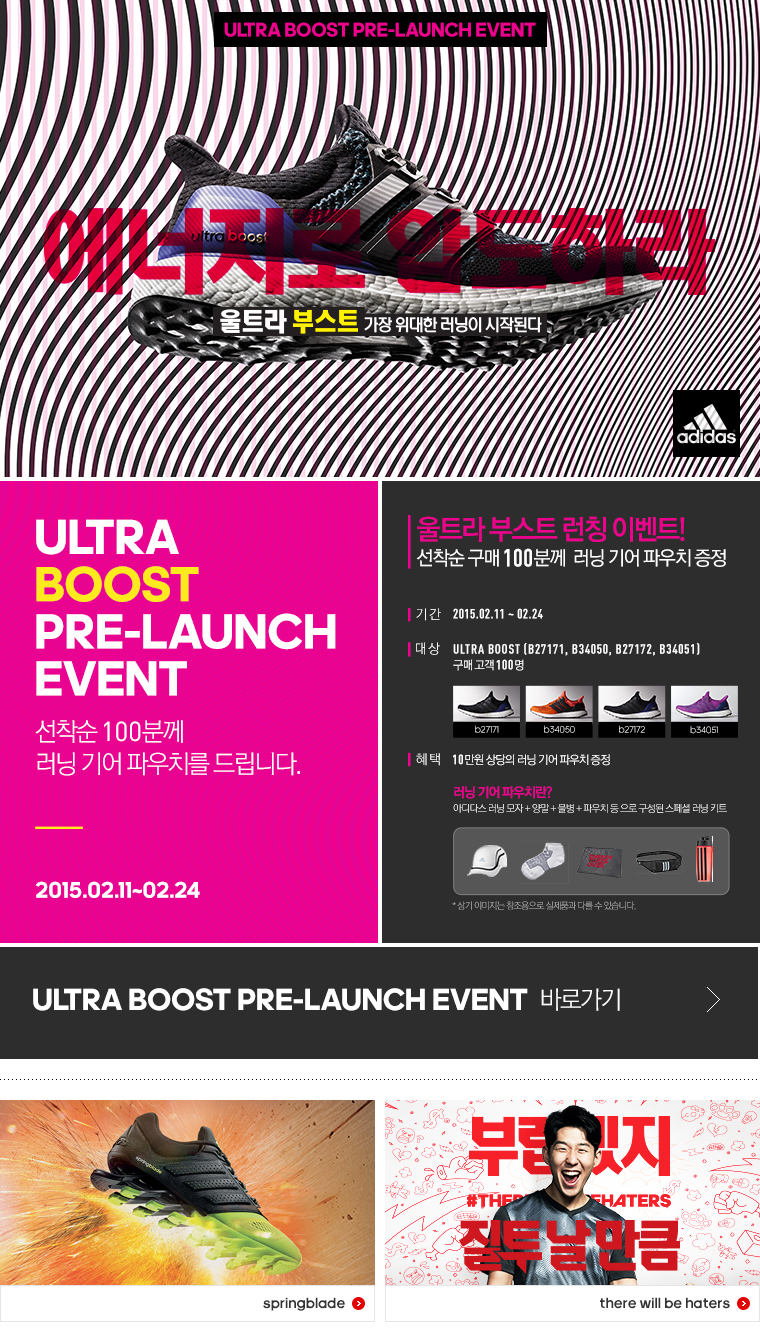 ULTRA BOOST PRE-LAUNCH EVENT
ultra boost
에너지로 압도하라
울트라 부스트 가장 위대한 러닝이 시작된다
adidas
ULTRA
BOOST
PRE-LAUNCH
EVENT
선착순 100분께
러닝 기어 파우치를 드립니다.
2015.02.11~02.24
울트라 부스트 런칭 이벤트!
선착순 구매 100분께 러닝 기어 파우치 증정
기간 2015.02.11 ~ 02.24
대상 ULTRA BOOST (B27171, B34050, B27172, B34051)
구매 고객 100명
b27171 b34050 b27172 b34051
혜택 10만원 상당의 러닝 기어 파우치 증정
러닝 기어 파우치란?
아디다스 러닝 모자 + 양말 + 물병 + 파우치 등 으로 구성된 스페셜 러닝 키트
* 상기 이미지는 참조용으로 실제품과 다를 수 있습니다.
ULTRA BOOST PRE-LAUNCH EVENT 바로가기
springblade
부럽겠지
#THERE HATERS
질투날만큼
springblade
there will be haters